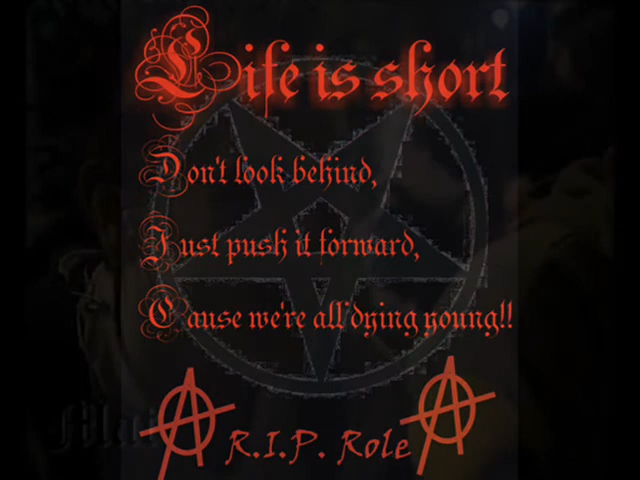 Life is short
Don't look behind,
Just push it forward,
Cause we're all dying young!!
R.I.P. Role